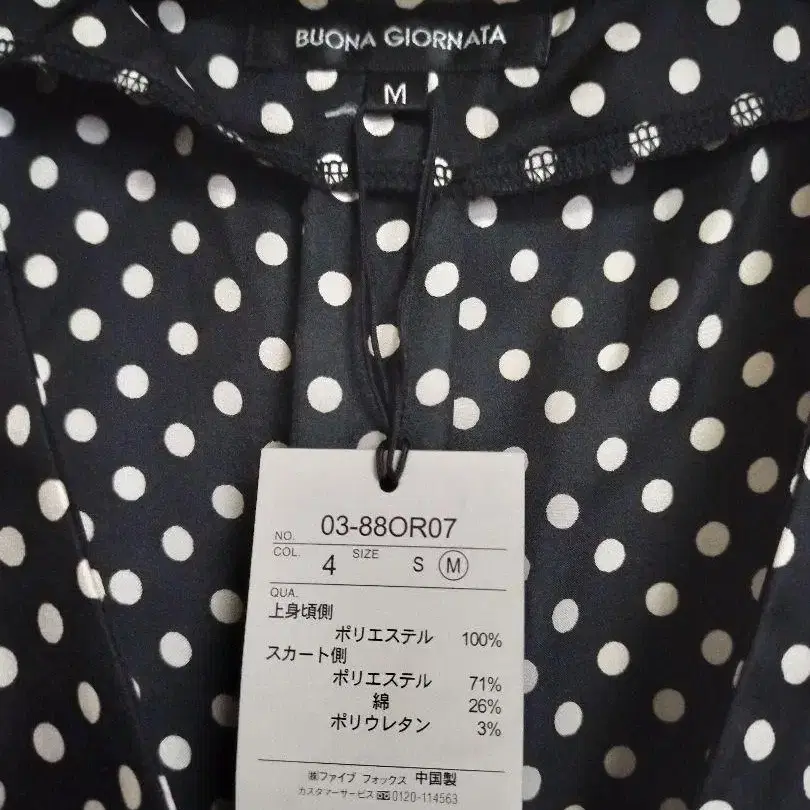 BUONA GIORNATA
M
NO. 03-88OR07
COL. 4 SIZE S M
QUA.
上身頃側
ポリエステル 100%
スカート側
ポリエステル 71%
綿 26%
ポリウレタン 3%
㈱ファイブ フォックス 中国製
カスタマーサービス 0120-114563